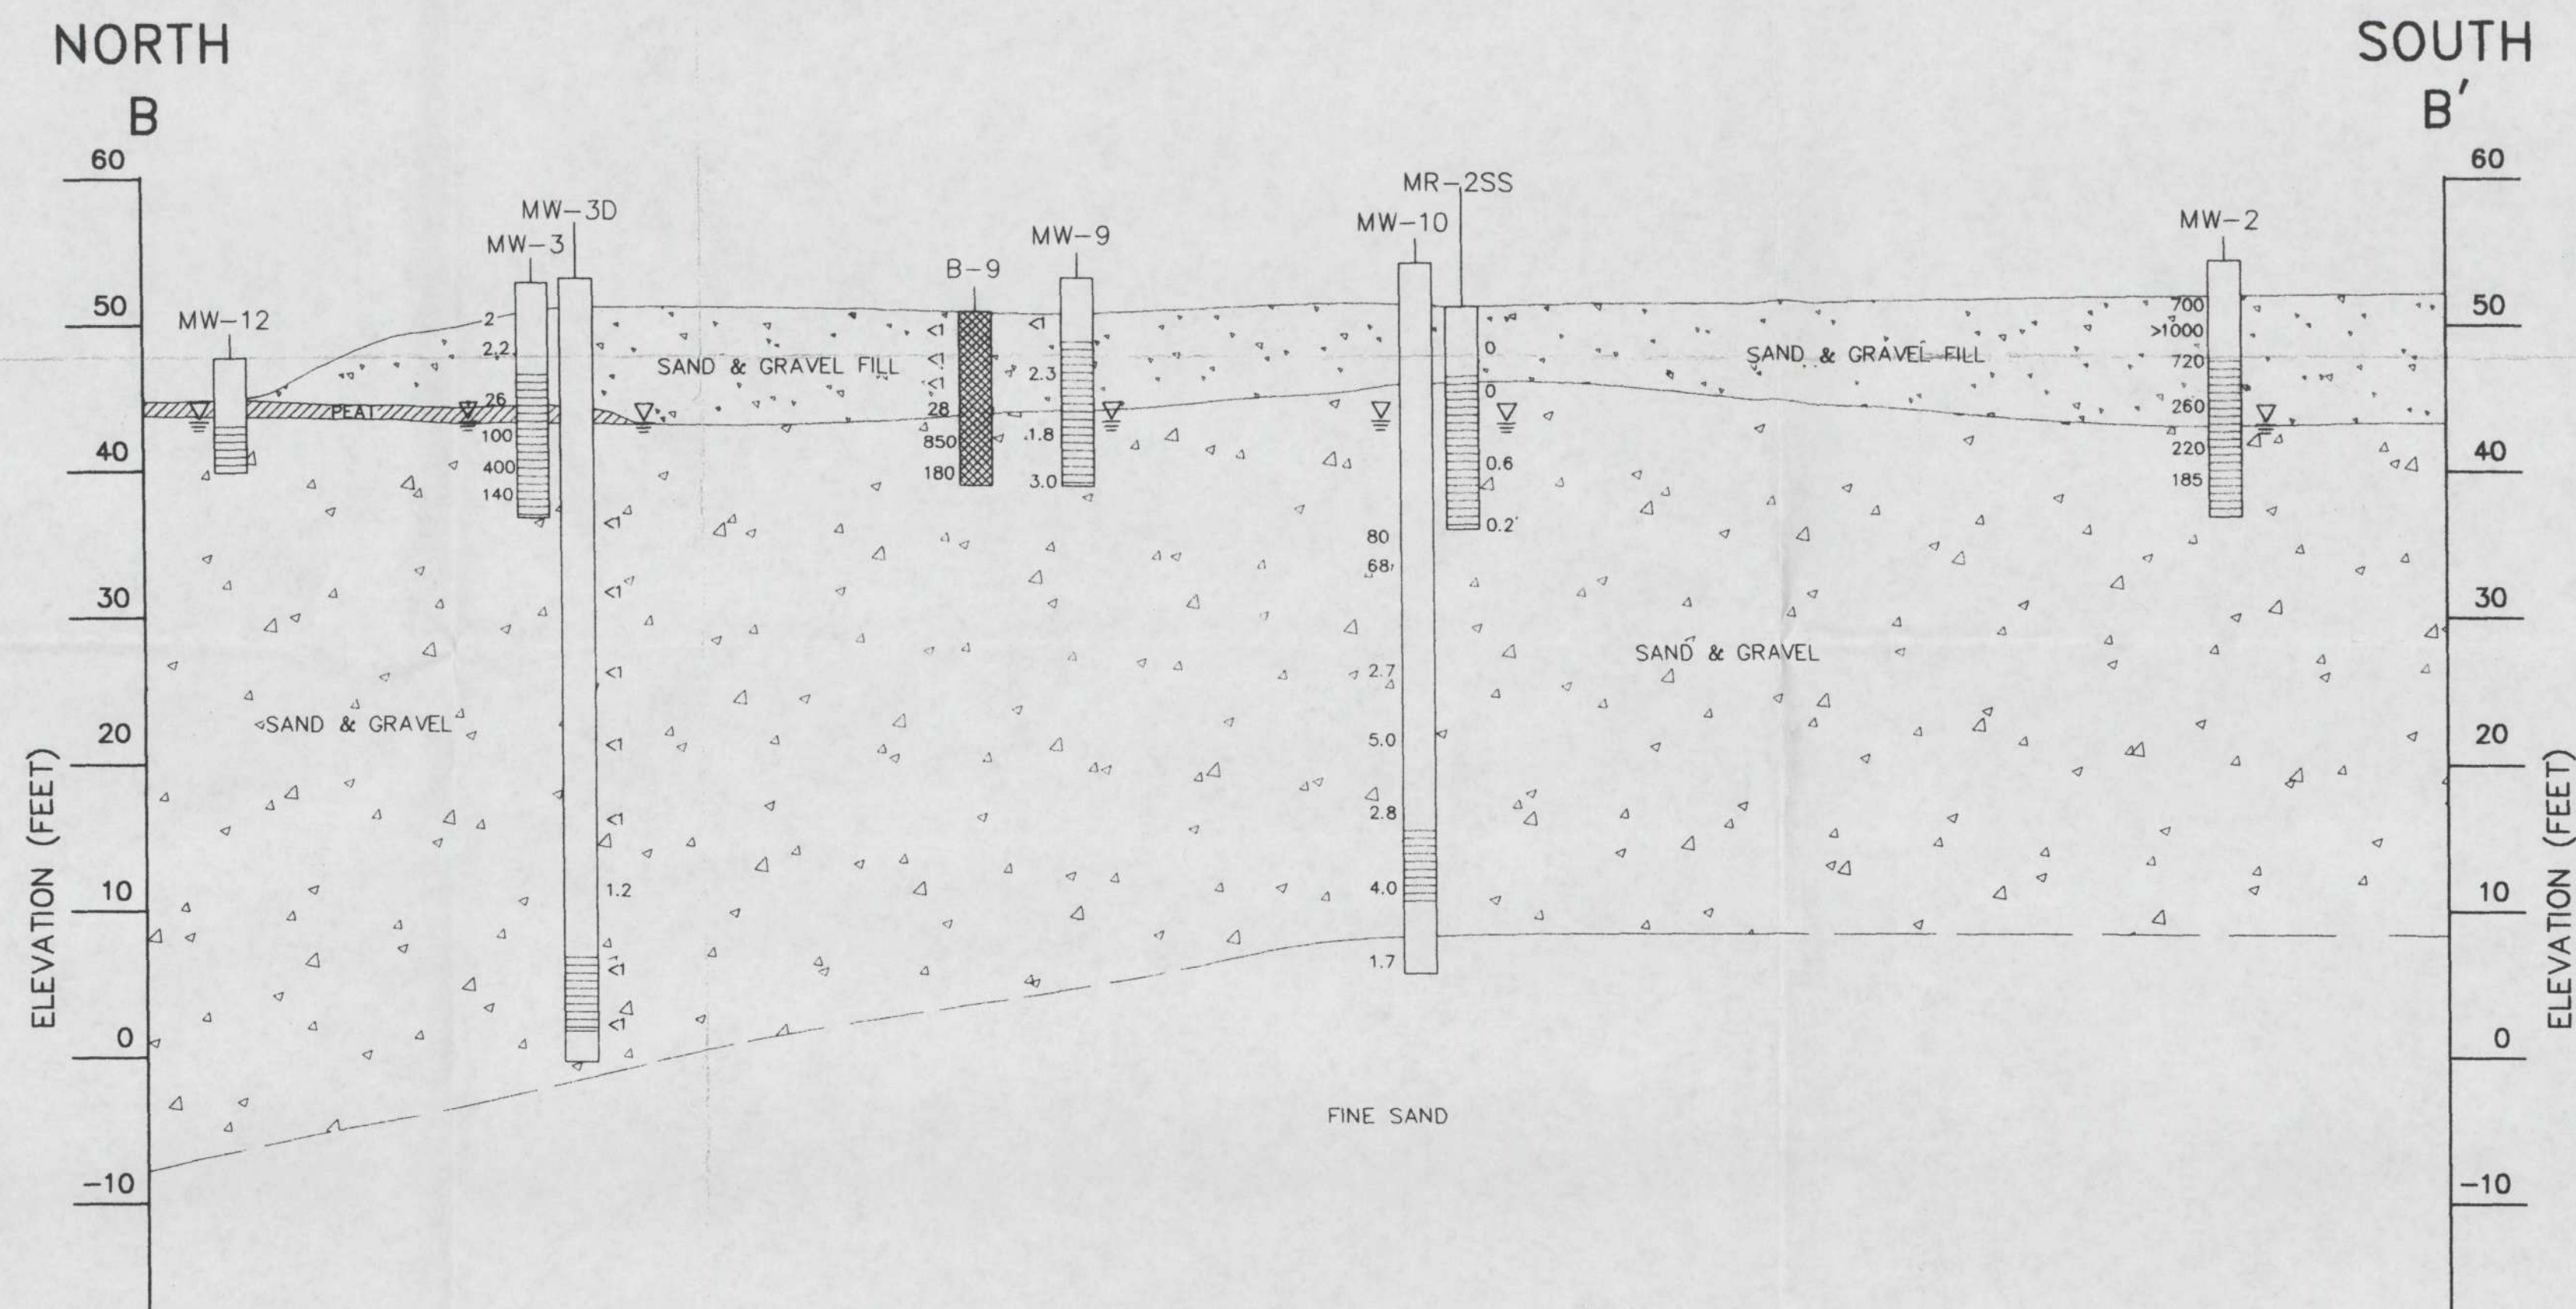 NORTH
SOUTH
B
B'
60
60
MR-2SS
MW-3D
MW-10
MW-2
MW-9
MW-3
B-9
50
50
MW-12
2
2.2
26
100
400
140
<1
<1
<1
28
850
180
<1
2.3
1.8
3.0
0
0
0.6
0.2
700
>1000
720
260
220
185
SAND & GRAVEL FILL
SAND & GRAVEL FILL
PEAT
40
40
<1
<1
<1
<1
<1
1.2
<1
<1
80
68
2.7
5.0
2.8
4.0
1.7
30
30
SAND & GRAVEL
SAND & GRAVEL
20
20
ELEVATION (FEET)
ELEVATION (FEET)
10
10
0
0
FINE SAND
-10
-10